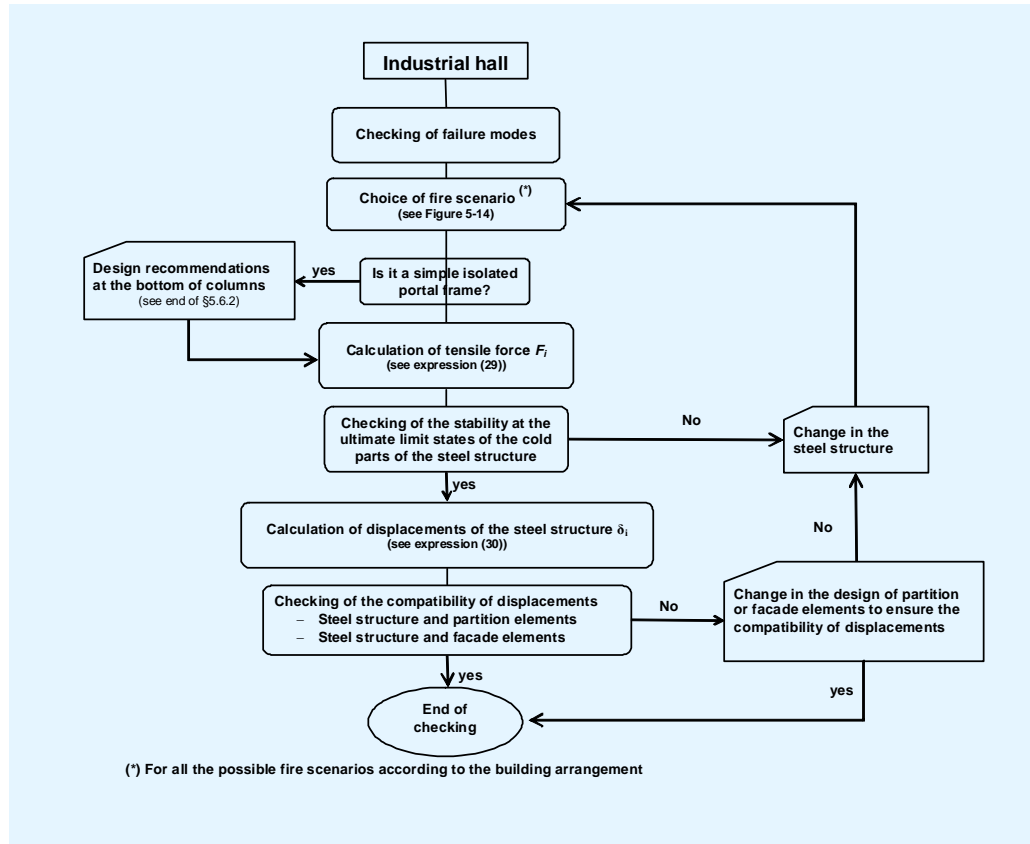 Industrial hall
Checking of failure modes
Choice of fire scenario (*)
(see Figure 5-14)
Design recommendations
at the bottom of columns
(see end of §5.6.2)
yes
Is it a simple isolated
portal frame?
Calculation of tensile force Fi
(see expression (29))
Checking of the stability at the
ultimate limit states of the cold
parts of the steel structure
No
Change in the
steel structure
yes
Calculation of displacements of the steel structure δi
(see expression (30))
No
Checking of the compatibility of displacements
– Steel structure and partition elements
– Steel structure and facade elements
No
Change in the design of partition
or facade elements to ensure the
compatibility of displacements
yes
yes
End of
checking
(*) For all the possible fire scenarios according to the building arrangement